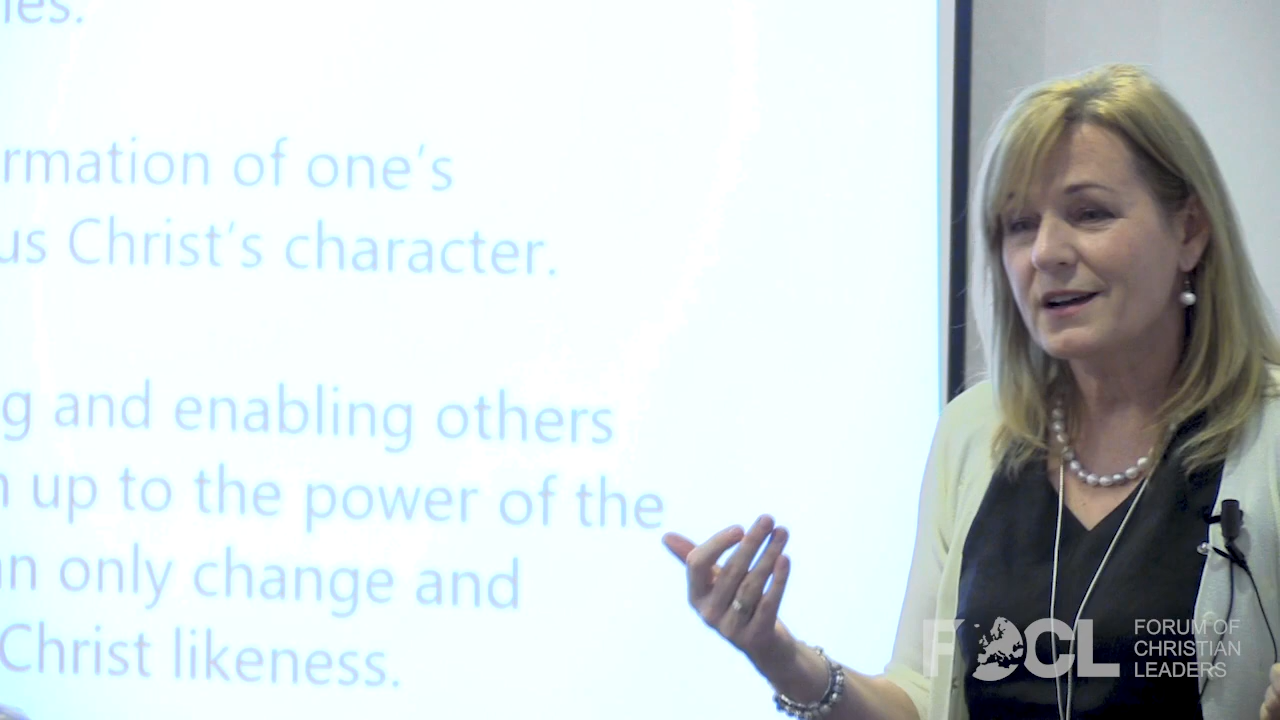 ies.
rmation of one's
us Christ's character.
g and enabling others
up to the power of the
n only change and
Christ likeness.
FOCL
FORUM OF
CHRISTIAN
LEADERS